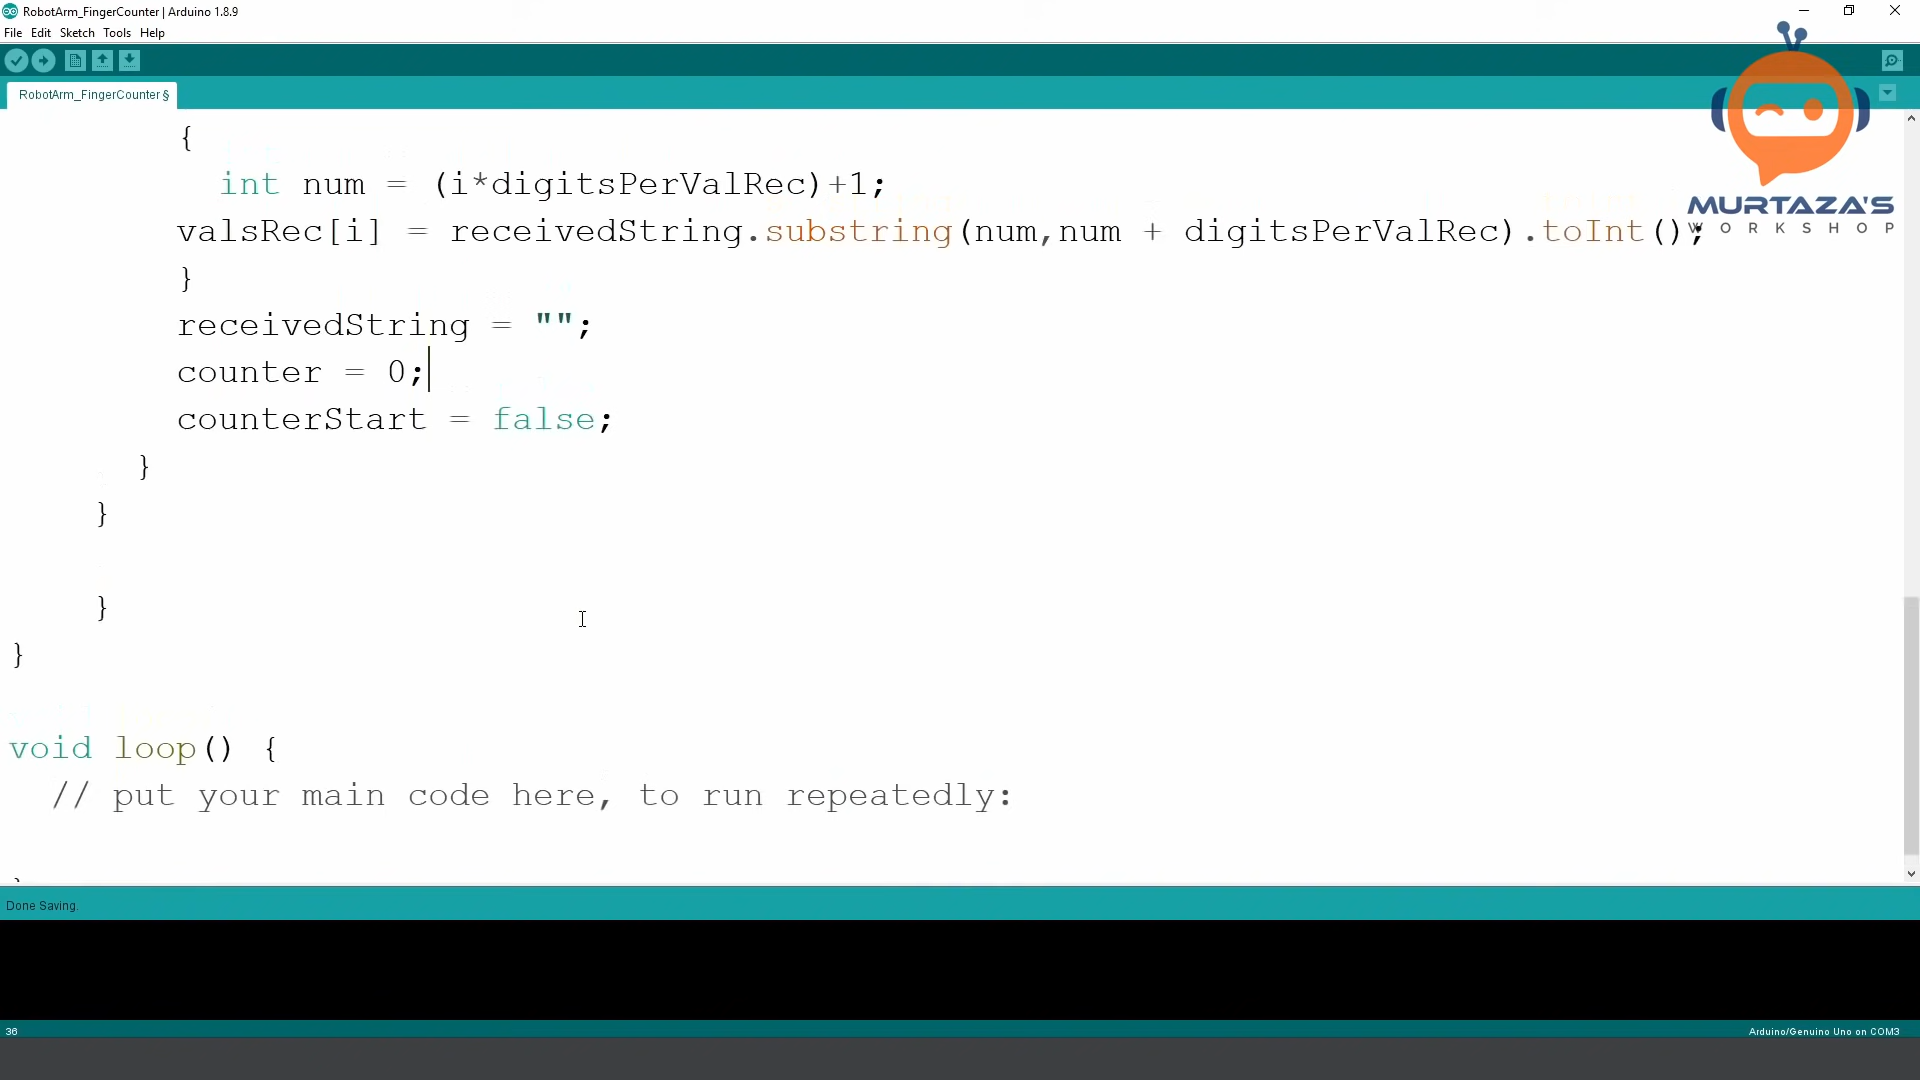 RobotArm_FingerCounter | Arduino 1.8.9
File Edit Sketch Tools Help
RobotArm_FingerCounter §
{
int num = (i*digitsPerValRec)+1;
valsRec[i] = receivedString.substring(num,num + digitsPerValRec).toInt();
}
receivedString = "";
counter = 0;
counterStart = false;
}
}
}
}
void loop() {
// put your main code here, to run repeatedly:
MURTAZA'S
WORKSHOP
Done Saving.
36
Arduino/Genuino Uno on COM3